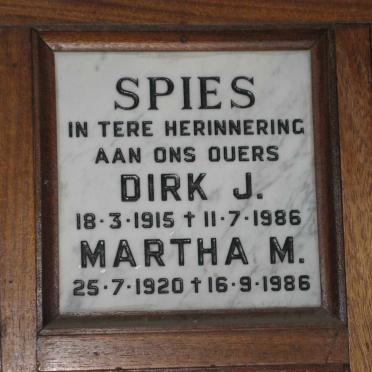 SPIES
IN TERE HERINNERING
AAN ONS OUERS
DIRK J.
18·3·1915 † 11·7·1986
MARTHA M.
25·7·1920 † 16·9·1986